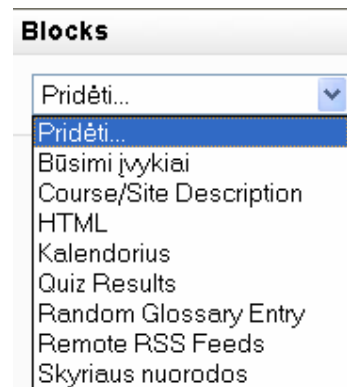 Blocks
Pridėti...
Pridėti...
Būsimi įvykiai
Course/Site Description
HTML
Kalendorius
Quiz Results
Random Glossary Entry
Remote RSS Feeds
Skyriaus nuorodos